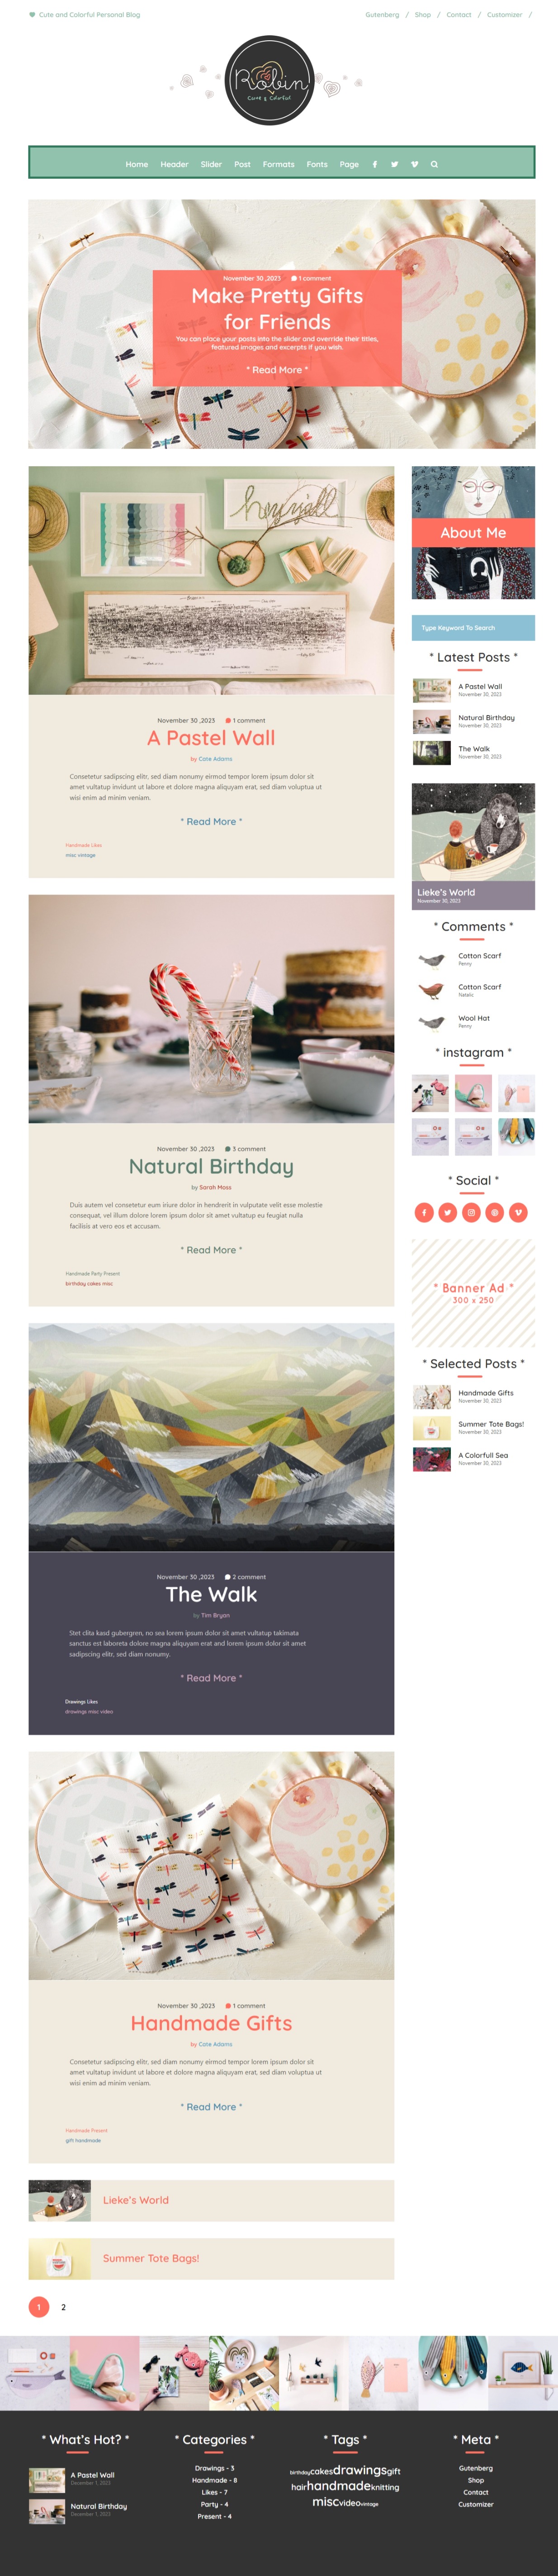 Cute and Colorful Personal Blog
Gutenberg / Shop / Contact / Customizer /
Robin
Cute & Colorful
Home Header Slider Post Formats Fonts Page
November 30 ,2023 1 comment
Make Pretty Gifts
for Friends
You can place your posts into the slider and override their titles,
featured images and excerpts if you wish.
* Read More *
hey y'all
November 30 ,2023 1 comment
A Pastel Wall
by Cate Adams
Consetetur sadipscing elitr, sed diam nonumy eirmod tempor lorem ipsum dolor sit
amet vultatup invidunt ut labore et dolore magna aliquyam erat, sed diam voluptua ut
wisi enim ad minim veniam.
* Read More *
Handmade Likes
misc vintage
November 30 ,2023 3 comment
Natural Birthday
by Sarah Moss
Duis autem vel consetetur eum iriure dolor in hendrerit in vulputate velit esse molestie
consequat, vel illum dolore lorem ipsum dolor sit amet vultatup eu feugiat nulla
facilisis at vero eos et accusam.
* Read More *
Handmade Party Present
birthday cakes misc
November 30 ,2023 2 comment
The Walk
by Tim Bryan
Stet clita kasd gubergren, no sea lorem ipsum dolor sit amet vultatup takimata
sanctus est laboreta dolore magna aliquyam erat and lorem ipsum dolor sit amet
sadipscing elitr, sed diam nonumy.
* Read More *
Drawings Likes
drawings misc video
November 30 ,2023 1 comment
Handmade Gifts
by Cate Adams
Consetetur sadipscing elitr, sed diam nonumy eirmod tempor lorem ipsum dolor sit
amet vultatup invidunt ut labore et dolore magna aliquyam erat, sed diam voluptua ut
wisi enim ad minim veniam.
* Read More *
Handmade Present
gift handmade
Lieke's World
Summer Tote Bags!
1 2
About Me
Type Keyword To Search
* Latest Posts *
A Pastel Wall
November 30, 2023
Natural Birthday
November 30, 2023
The Walk
November 30, 2023
Lieke's World
November 30, 2023
* Comments *
Cotton Scarf
Penny
Cotton Scarf
Natalic
Wool Hat
Penny
* instagram *
* Social *
* Banner Ad *
300 x 250
* Selected Posts *
Handmade Gifts
November 30, 2023
Summer Tote Bags!
November 30, 2023
A Colorfull Sea
November 30, 2023
* What's Hot? *
A Pastel Wall
December 1, 2023
Natural Birthday
December 1, 2023
* Categories *
Drawings - 3
Handmade - 8
Likes - 7
Party - 4
Present - 4
* Tags *
birthdaycakesdrawingsgift
hairhandmadeknitting
miscvideovintage
* Meta *
Gutenberg
Shop
Contact
Customizer